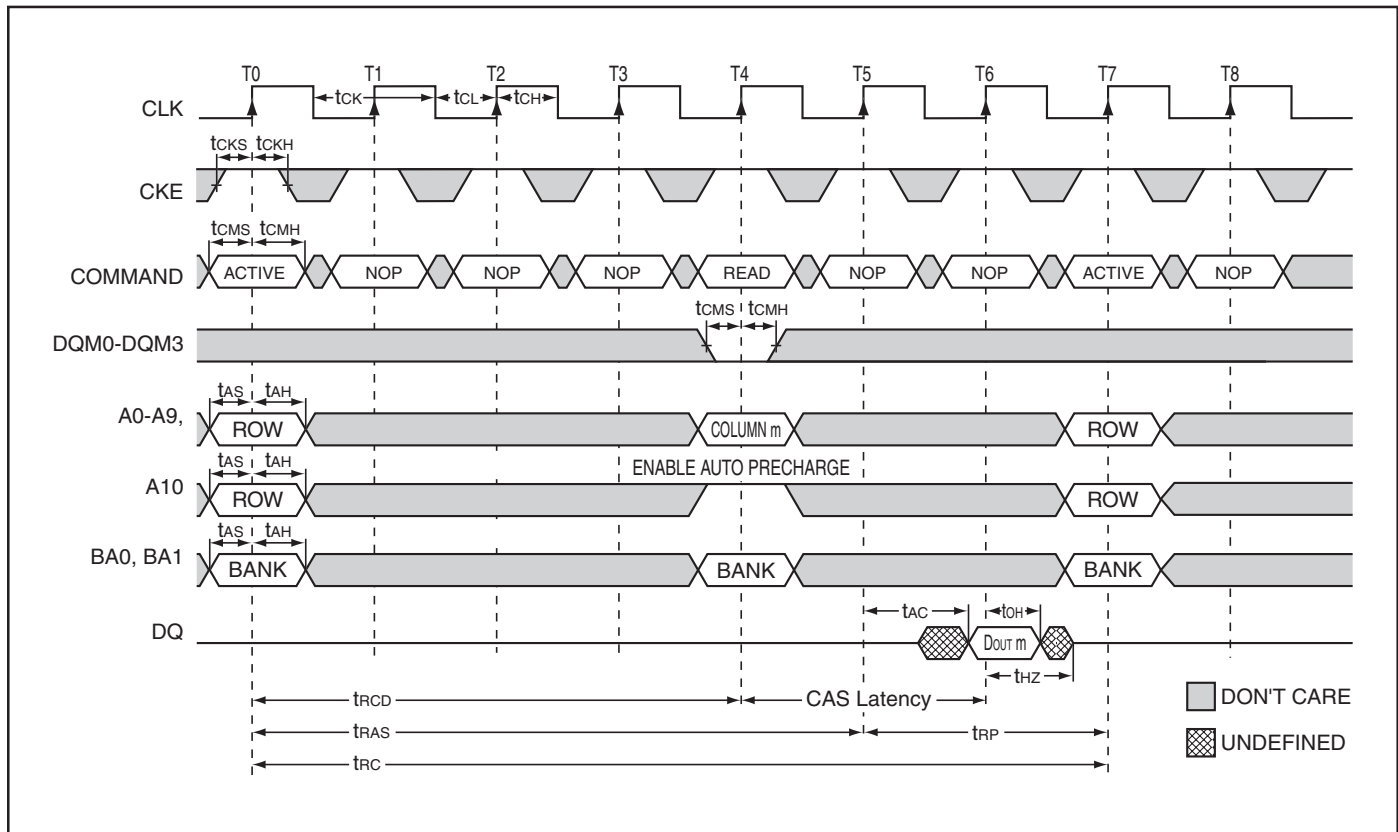 T0 T1 T2 T3 T4 T5 T6 T7 T8
CLK tCK tCL tCH
tCKS tCKH
CKE
tCMS tCMH
COMMAND ACTIVE NOP NOP NOP READ NOP NOP ACTIVE NOP
tCMS tCMH
DQM0-DQM3
tAS tAH
A0-A9, ROW COLUMN m ROW
tAS tAH ENABLE AUTO PRECHARGE
A10 ROW ROW
tAS tAH
BA0, BA1 BANK BANK BANK
tAC tOH
DQ DOUT m
tHZ
tRCD CAS Latency DON'T CARE
tRAS tRP UNDEFINED
tRC